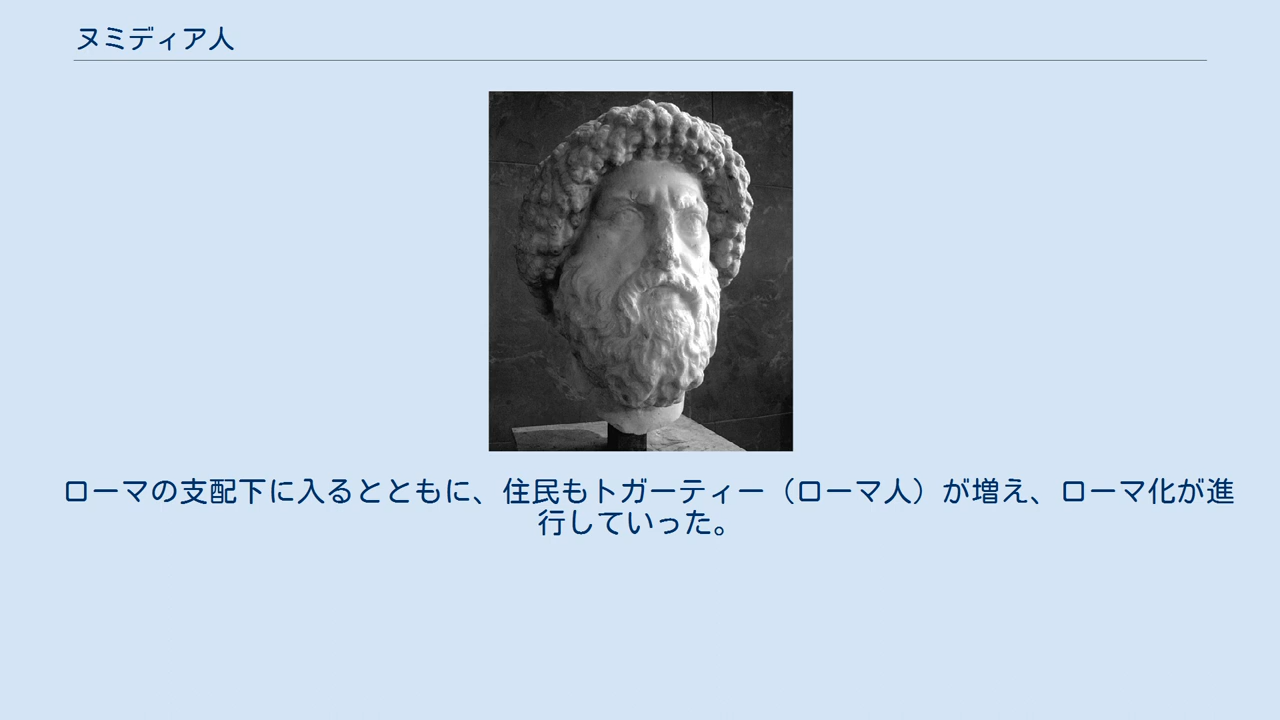 ヌミディア人
ローマの支配下に入るとともに、住民もトガーティー（ローマ人）が増え、ローマ化が進
行していった。